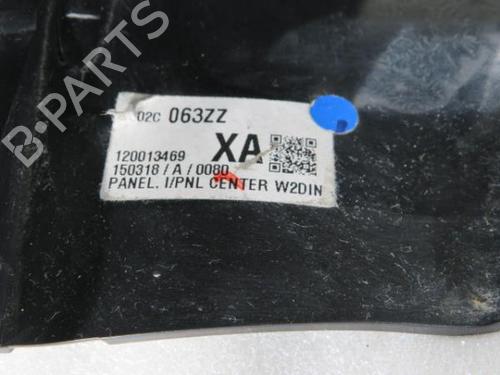 02C 063ZZ
XA
120013469
150318/A/0080
PANEL. I/PNL CENTER W2DIN
B-PARTS